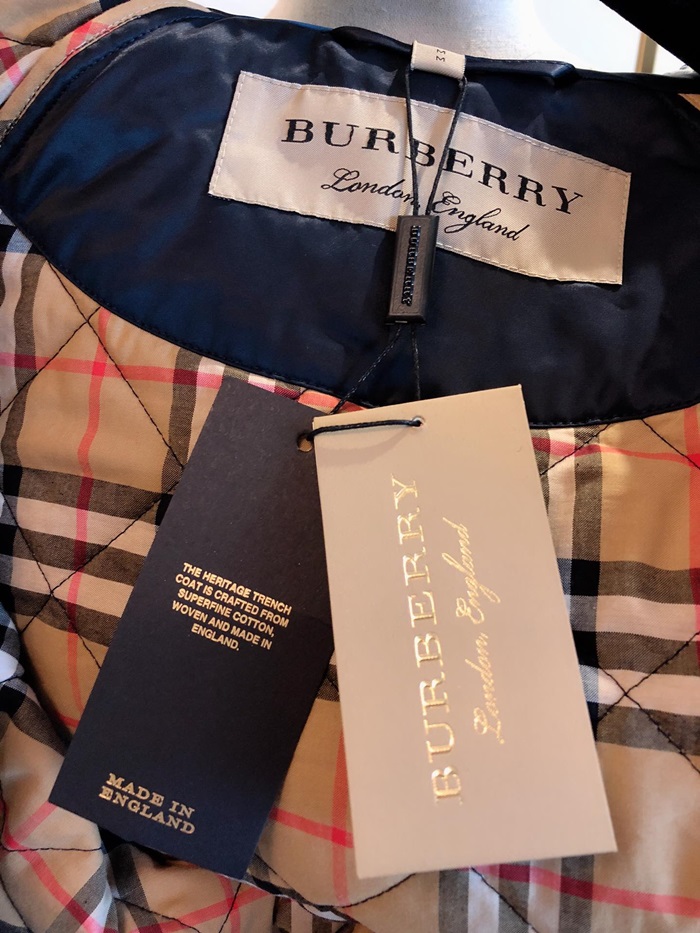 BURBERRY
London, England
BURBERRY
THE HERITAGE TRENCH
COAT IS CRAFTED FROM
SUPERFINE COTTON,
WOVEN AND MADE IN
ENGLAND.
MADE IN
ENGLAND
BURBERRY
London, England